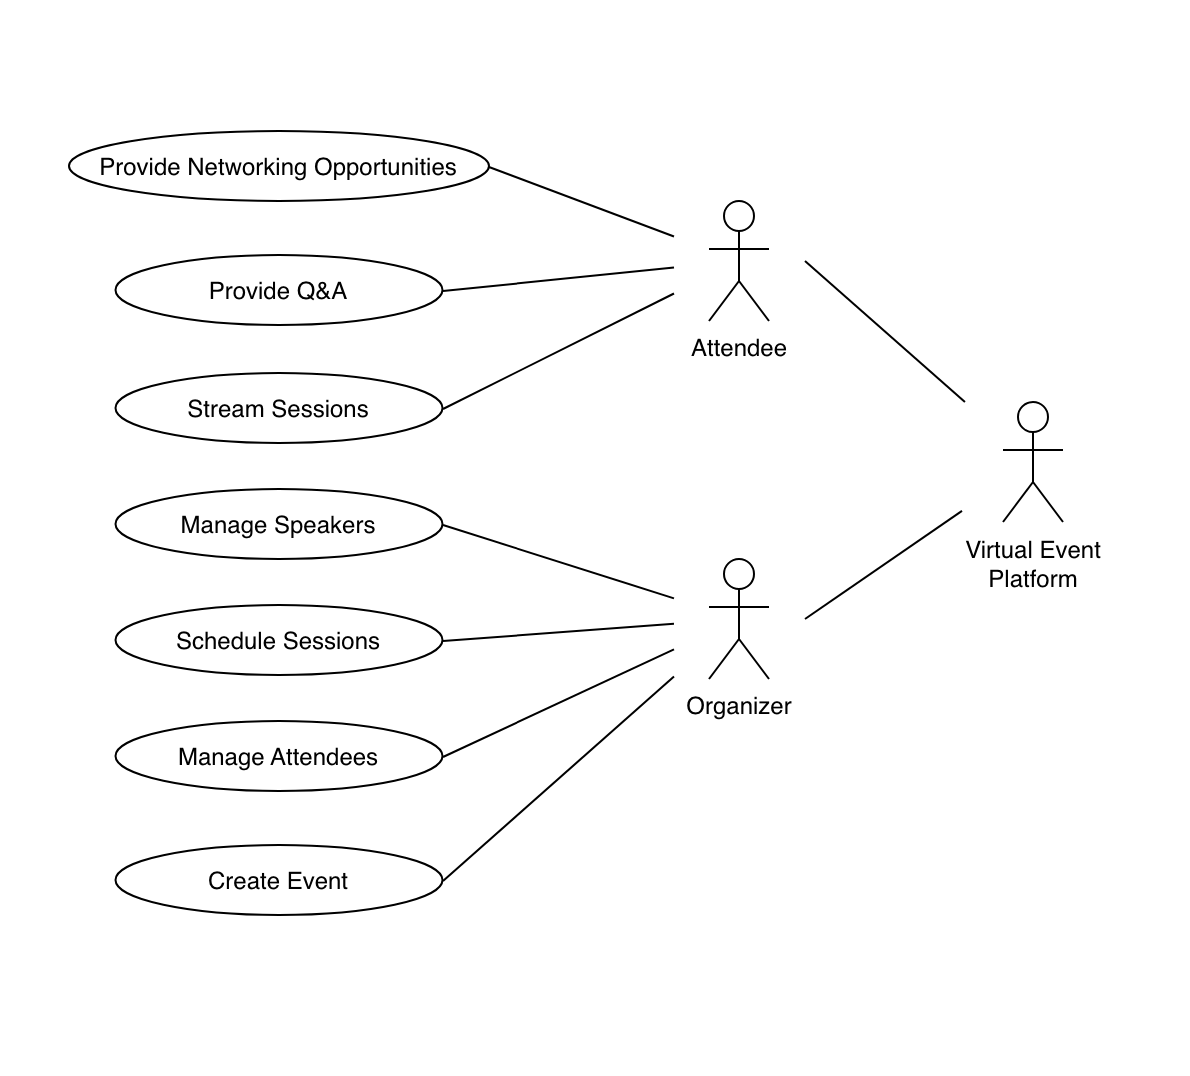 Provide Networking Opportunities
Provide Q&A
Stream Sessions
Manage Speakers
Schedule Sessions
Manage Attendees
Create Event
Attendee
Organizer
Virtual Event
Platform